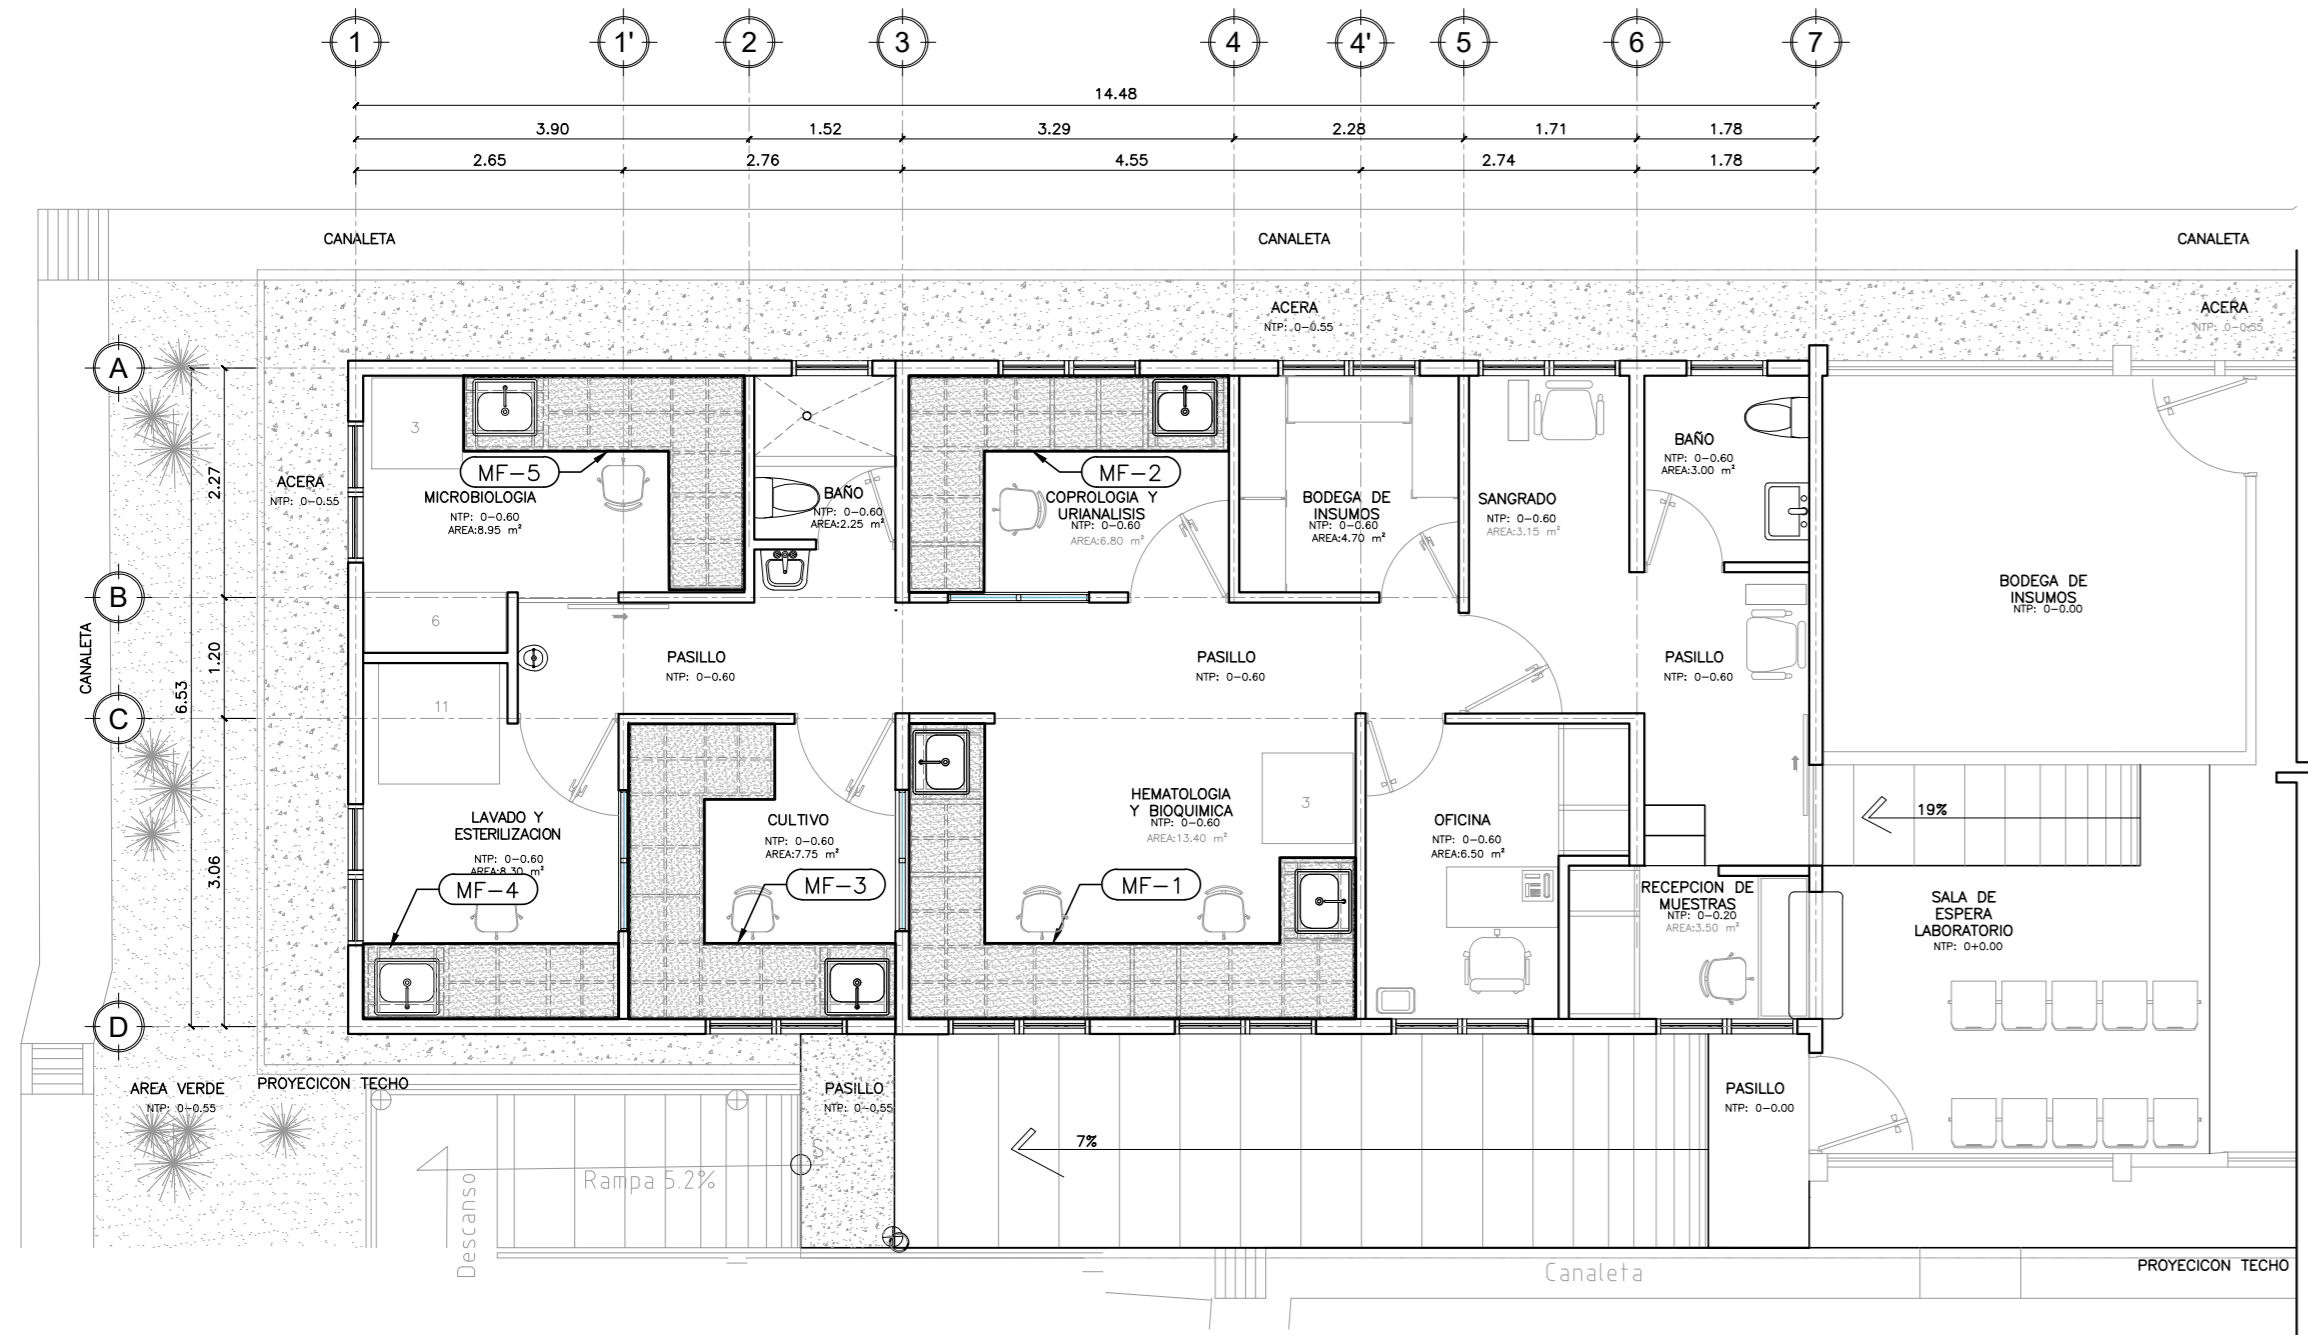 1 1' 2 3 4 4' 5 6 7
14.48
3.90 1.52 3.29 2.28 1.71 1.78
2.65 2.76 4.55 2.74 1.78
CANALETA
CANALETA
CANALETA
ACERA
NTP: 0-0.55
ACERA
NTP: 0-0.55
A
B
C
D
2.27
1.20
3.06
6.53
CANALETA
ACERA
NTP: 0-0.55
3
MF-5
MICROBIOLOGIA
NTP: 0-0.60
AREA:8.95 m²
BAÑO
NTP: 0-0.60
AREA:2.25 m²
MF-2
COPROLOGIA Y
URIANALISIS
NTP: 0-0.60
AREA:6.80 m²
BODEGA DE
INSUMOS
NTP: 0-0.60
AREA:4.70 m²
SANGRADO
NTP: 0-0.60
AREA:3.15 m²
BAÑO
NTP: 0-0.60
AREA:3.00 m²
BODEGA DE
INSUMOS
NTP: 0-0.00
6
PASILLO
NTP: 0-0.60
PASILLO
NTP: 0-0.60
PASILLO
NTP: 0-0.60
11
LAVADO Y
ESTERILIZACION
NTP: 0-0.60
AREA:8.30 m²
MF-4
CULTIVO
NTP: 0-0.60
AREA:7.75 m²
MF-3
HEMATOLOGIA
Y BIOQUIMICA
NTP: 0-0.60
AREA:13.40 m²
3
MF-1
OFICINA
NTP: 0-0.60
AREA:6.50 m²
RECEPCION DE
MUESTRAS
NTP: 0-0.20
AREA:3.50 m²
19%
SALA DE
ESPERA
LABORATORIO
NTP: 0+0.00
AREA VERDE
NTP: 0-0.55
PROYECICON TECHO
PASILLO
NTP: 0-0.55
PASILLO
NTP: 0-0.00
7%
S
Rampa 5.2%
Descanso
Canaleta
PROYECICON TECHO